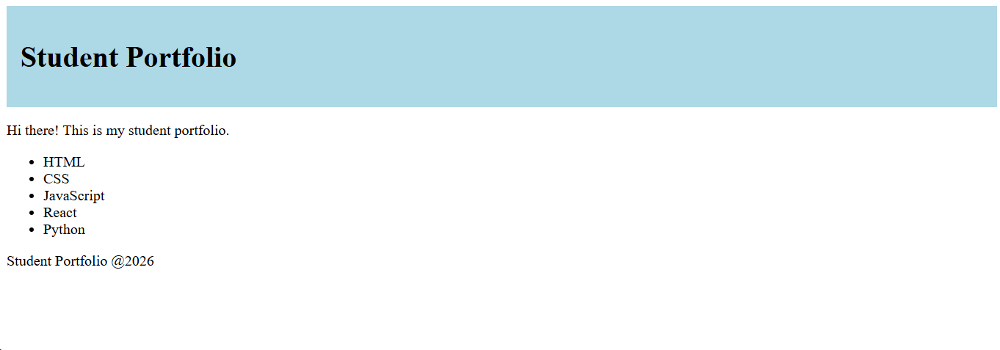 Student Portfolio
Hi there! This is my student portfolio.
HTML
CSS
JavaScript
React
Python
Student Portfolio @2026